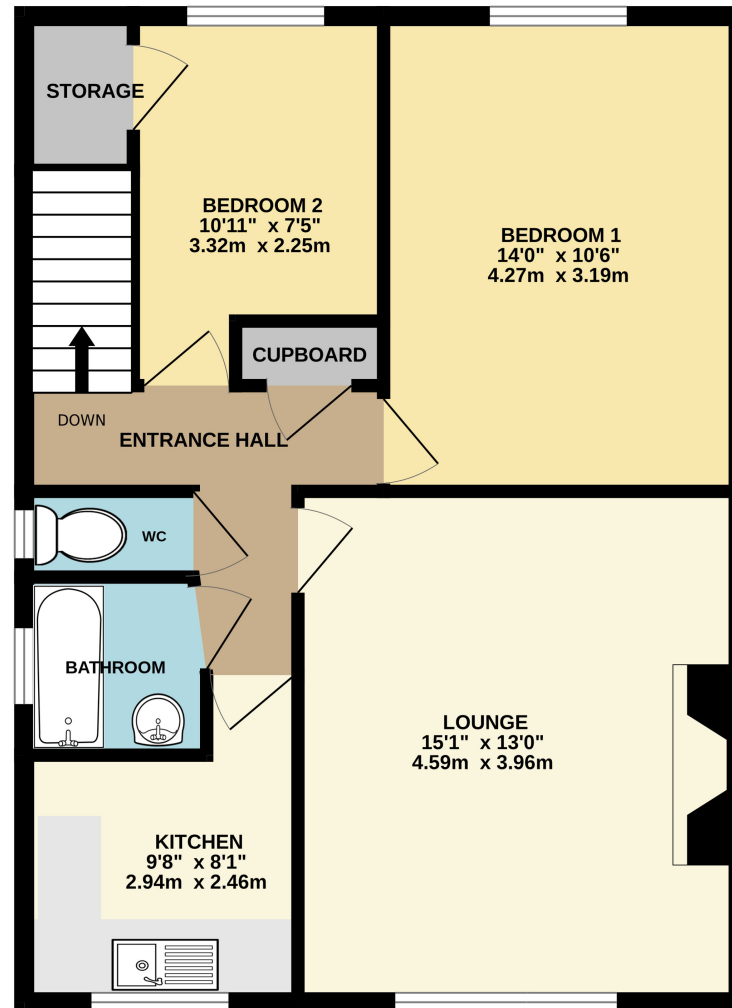 STORAGE
BEDROOM 2
10'11" x 7'5"
3.32m x 2.25m
BEDROOM 1
14'0" x 10'6"
4.27m x 3.19m
CUPBOARD
DOWN
ENTRANCE HALL
WC
BATHROOM
LOUNGE
15'1" x 13'0"
4.59m x 3.96m
KITCHEN
9'8" x 8'1"
2.94m x 2.46m